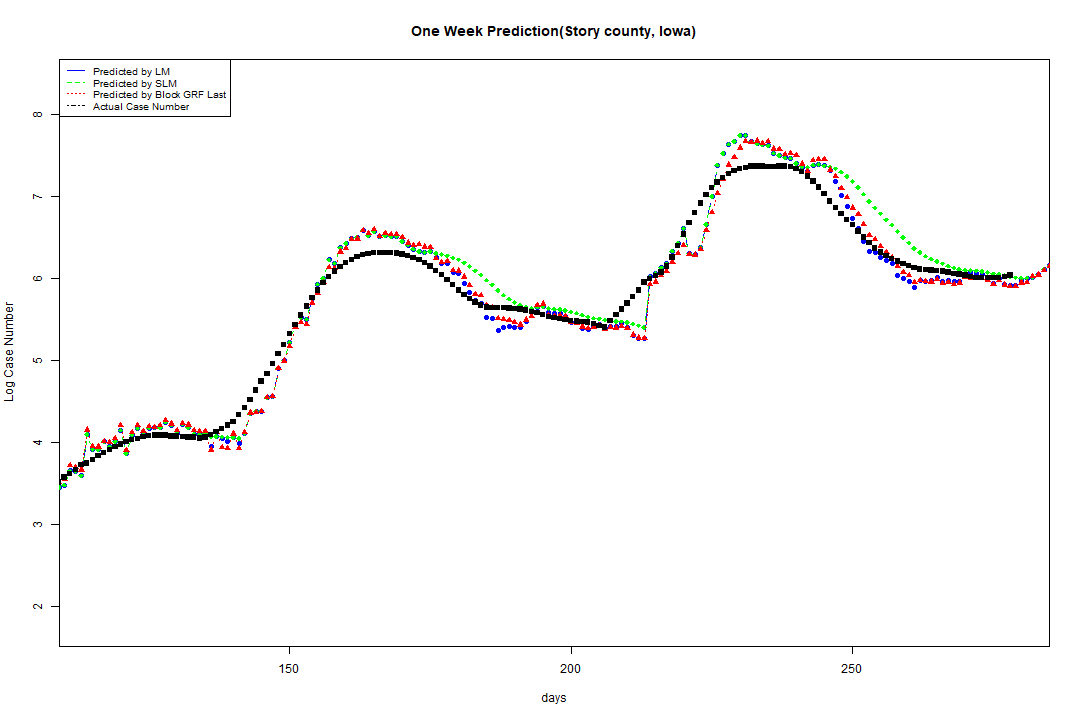 One Week Prediction(Story county, Iowa)
Predicted by LM
Predicted by SLM
Predicted by Block GRF Last
Actual Case Number
8
7
6
5
4
3
2
Log Case Number
150 200 250
days